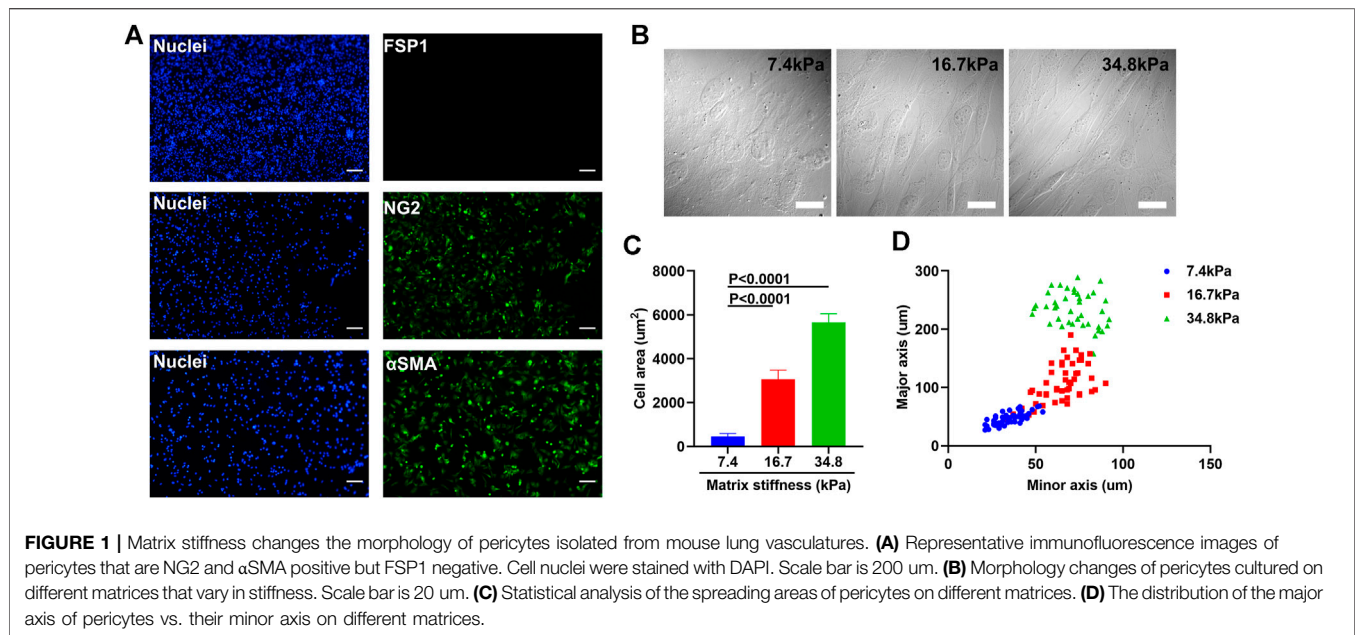 A
Nuclei
FSP1
Nuclei
NG2
Nuclei
αSMA
B
7.4kPa
16.7kPa
34.8kPa
C
8000
6000
4000
2000
0
Cell area (um²)
P<0.0001
P<0.0001
7.4 16.7 34.8
Matrix stiffness (kPa)
D
300
200
100
0
Major axis (um)
0 50 100 150
Minor axis (um)
7.4kPa
16.7kPa
34.8kPa
FIGURE 1 | Matrix stiffness changes the morphology of pericytes isolated from mouse lung vasculatures. (A) Representative immunofluorescence images of
pericytes that are NG2 and αSMA positive but FSP1 negative. Cell nuclei were stained with DAPI. Scale bar is 200 um. (B) Morphology changes of pericytes cultured on
different matrices that vary in stiffness. Scale bar is 20 um. (C) Statistical analysis of the spreading areas of pericytes on different matrices. (D) The distribution of the major
axis of pericytes vs. their minor axis on different matrices.